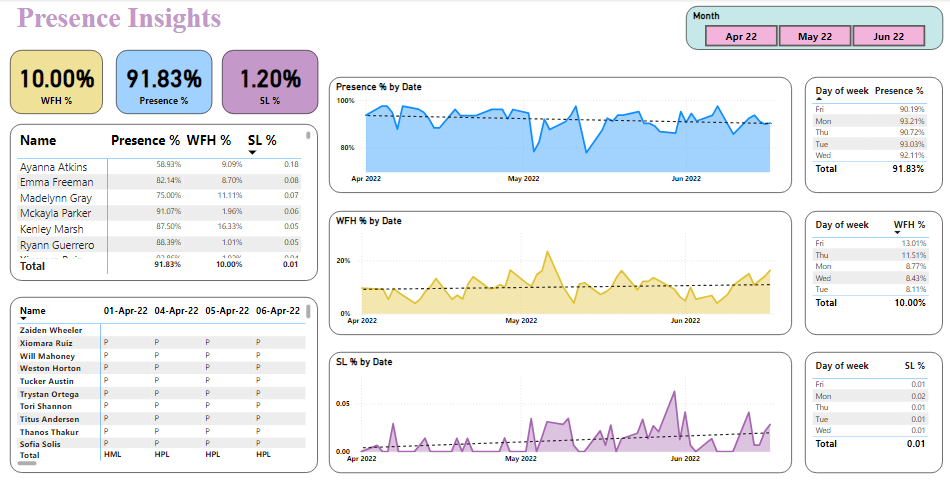 Presence Insights
Month
Apr 22 May 22 Jun 22
10.00%
WFH %
91.83%
Presence %
1.20%
SL %
Name Presence % WFH % SL %
Ayanna Atkins 58.93% 9.09% 0.18
Emma Freeman 82.14% 8.70% 0.08
Madelynn Gray 75.00% 11.11% 0.07
Mckayla Parker 91.07% 1.96% 0.06
Kenley Marsh 87.50% 16.33% 0.05
Ryann Guerrero 88.39% 1.01% 0.05
Total 91.83% 10.00% 0.01
Name 01-Apr-22 04-Apr-22 05-Apr-22 06-Apr-22
Zaiden Wheeler
Xiomara Ruiz P P P P
Will Mahoney P P P P
Weston Horton P P P P
Tucker Austin P P P P
Trystan Ortega P P P P
Tori Shannon P P P P
Titus Andersen P P P P
Thanos Thakur P P P P
Sofia Solis P P P P
Total HML HPL HPL HPL
Presence % by Date
100%
80%
Apr 2022 May 2022 Jun 2022
Day of week Presence %
Fri 90.19%
Mon 93.21%
Thu 90.72%
Tue 93.03%
Wed 92.11%
Total 91.83%
WFH % by Date
20%
0%
Apr 2022 May 2022 Jun 2022
Day of week WFH %
Fri 13.01%
Thu 11.51%
Mon 8.77%
Wed 8.43%
Tue 8.11%
Total 10.00%
SL % by Date
0.05
0.00
Apr 2022 May 2022 Jun 2022
Day of week SL %
Fri 0.01
Mon 0.02
Thu 0.01
Tue 0.01
Wed 0.01
Total 0.01